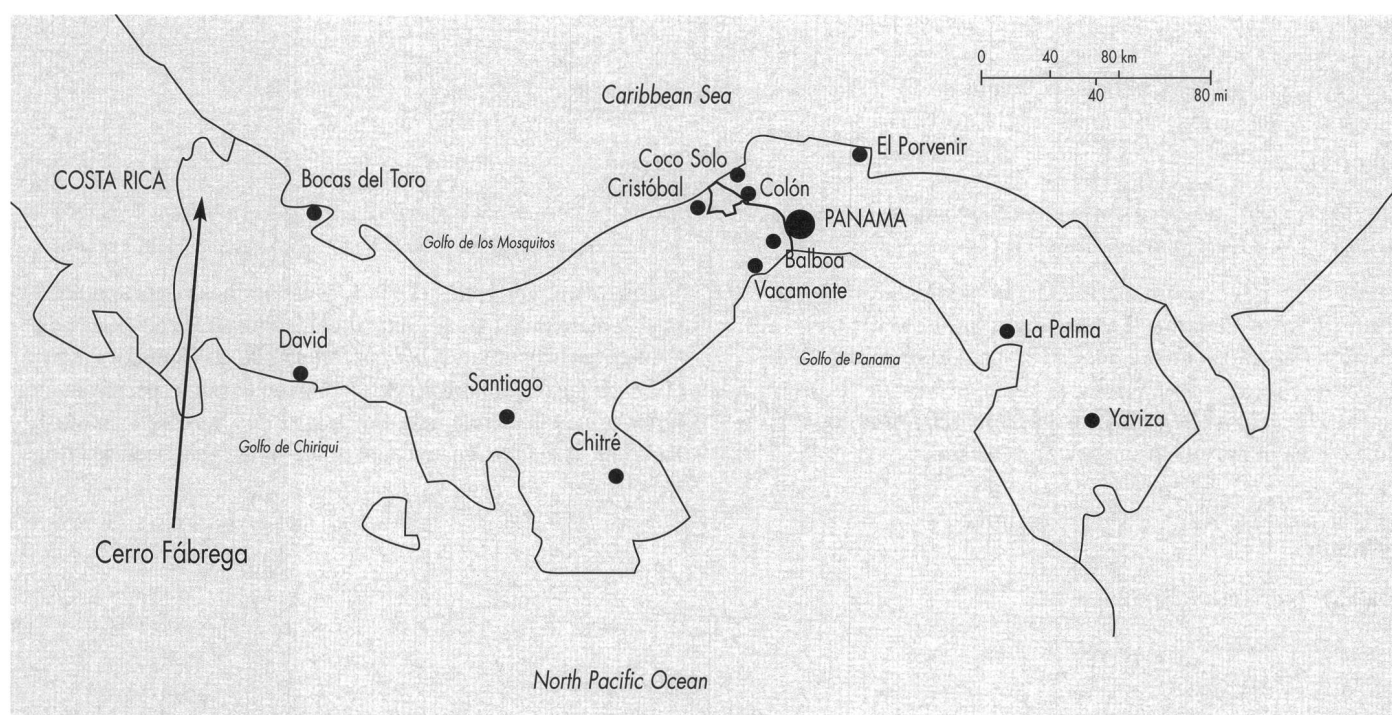 0 40 80 km
40 80 mi
Caribbean Sea
El Porvenir
Coco Solo
COSTA RICA
Bocas del Toro
Cristóbal
Colón
PANAMA
Golfo de los Mosquitos
Balboa
Vacamonte
La Palma
David
Golfo de Panama
Santiago
Yaviza
Chitré
Golfo de Chiriqui
Cerro Fábrega
North Pacific Ocean